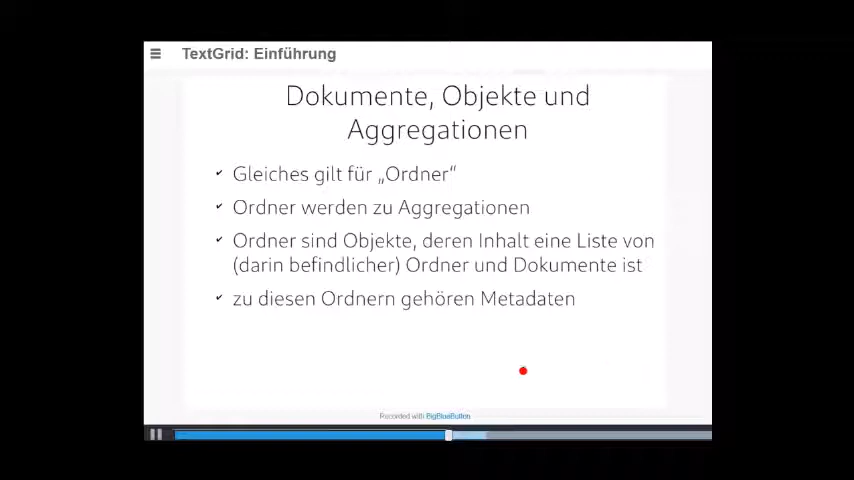 TextGrid: Einführung
Dokumente, Objekte und
Aggregationen
Gleiches gilt für „Ordner“
Ordner werden zu Aggregationen
Ordner sind Objekte, deren Inhalt eine Liste von
(darin befindlicher) Ordner und Dokumente ist
zu diesen Ordnern gehören Metadaten
Recorded with BigBlueButton